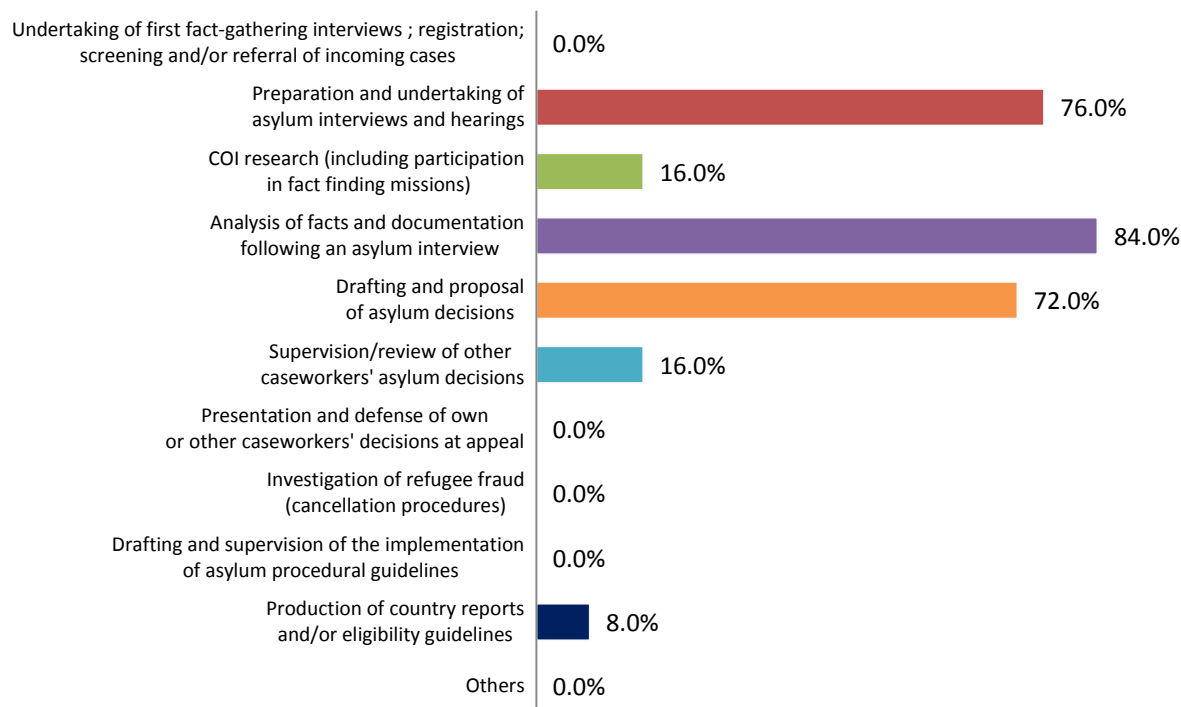 Undertaking of first fact-gathering interviews ; registration;
screening and/or referral of incoming cases
0.0%
Preparation and undertaking of
asylum interviews and hearings
76.0%
COI research (including participation
in fact finding missions)
16.0%
Analysis of facts and documentation
following an asylum interview
84.0%
Drafting and proposal
of asylum decisions
72.0%
Supervision/review of other
caseworkers' asylum decisions
16.0%
Presentation and defense of own
or other caseworkers' decisions at appeal
0.0%
Investigation of refugee fraud
(cancellation procedures)
0.0%
Drafting and supervision of the implementation
of asylum procedural guidelines
0.0%
Production of country reports
and/or eligibility guidelines
8.0%
Others
0.0%